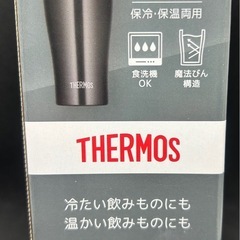 保冷・保温両用
食洗機
OK
魔法びん
構造
THERMOS
冷たい飲みものにも
温かい飲みものにも